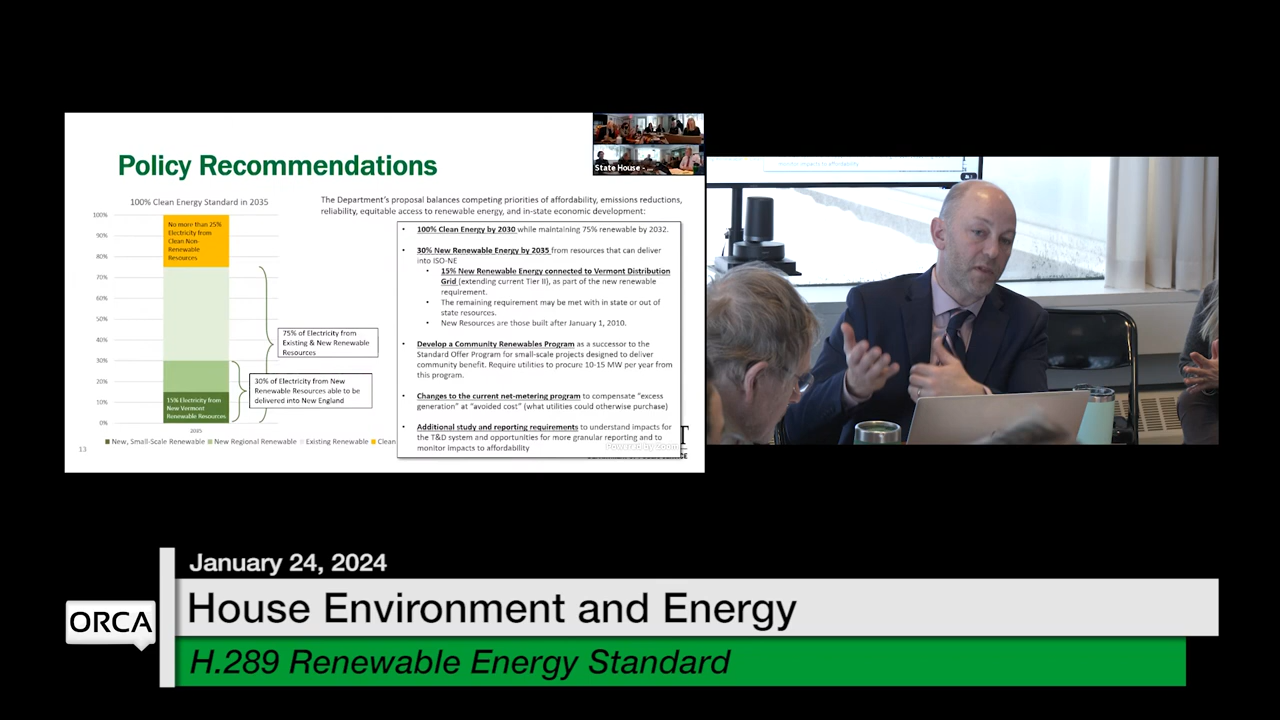 Policy Recommendations
State House
100% Clean Energy Standard in 2035
100%
90%
80%
70%
60%
50%
40%
30%
20%
10%
0%
No more than 25%
Electricity from
Clean Non-
Renewable
Resources
15% Electricity from
New Vermont
Renewable Resources
2035
75% of Electricity from
Existing & New Renewable
Resources
30% of Electricity from New
Renewable Resources able to be
delivered into New England
New, Small-Scale Renewable New Regional Renewable Existing Renewable Clean
13
The Department's proposal balances competing priorities of affordability, emissions reductions,
reliability, equitable access to renewable energy, and in-state economic development:
• 100% Clean Energy by 2030 while maintaining 75% renewable by 2032.
• 30% New Renewable Energy by 2035 from resources that can deliver
into ISO-NE
• 15% New Renewable Energy connected to Vermont Distribution
Grid (extending current Tier II), as part of the new renewable
requirement.
• The remaining requirement may be met with in state or out of
state resources.
• New Resources are those built after January 1, 2010.
• Develop a Community Renewables Program as a successor to the
Standard Offer Program for small-scale projects designed to deliver
community benefit. Require utilities to procure 10-15 MW per year from
this program.
• Changes to the current net-metering program to compensate "excess
generation" at "avoided cost" (what utilities could otherwise purchase)
• Additional study and reporting requirements to understand impacts for
the T&D system and opportunities for more granular reporting and to
monitor impacts to affordability
Powered by Zoom
monitor impacts to affordability
January 24, 2024
ORCA
House Environment and Energy
H.289 Renewable Energy Standard